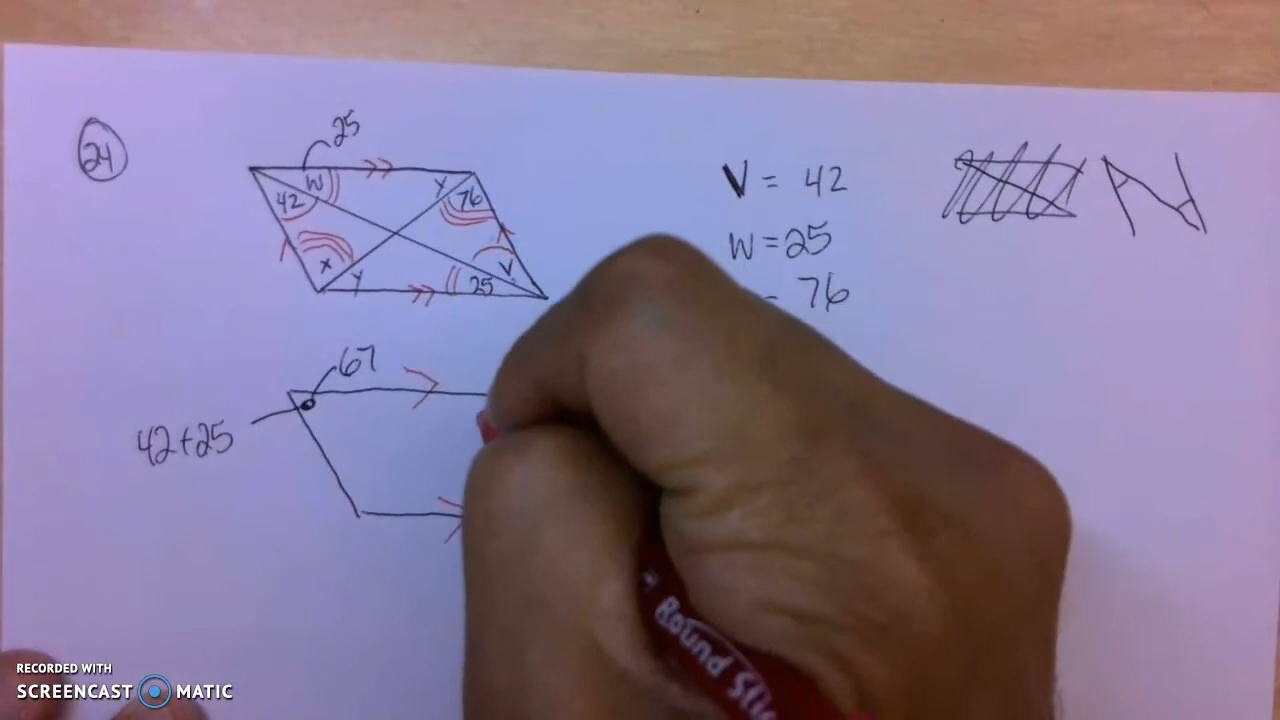 24
25
W
42
Y
76
X
Y
25
V
V = 42
W = 25
= 76
67
42+25
Round Stic
RECORDED WITH
SCREENCAST MATIC